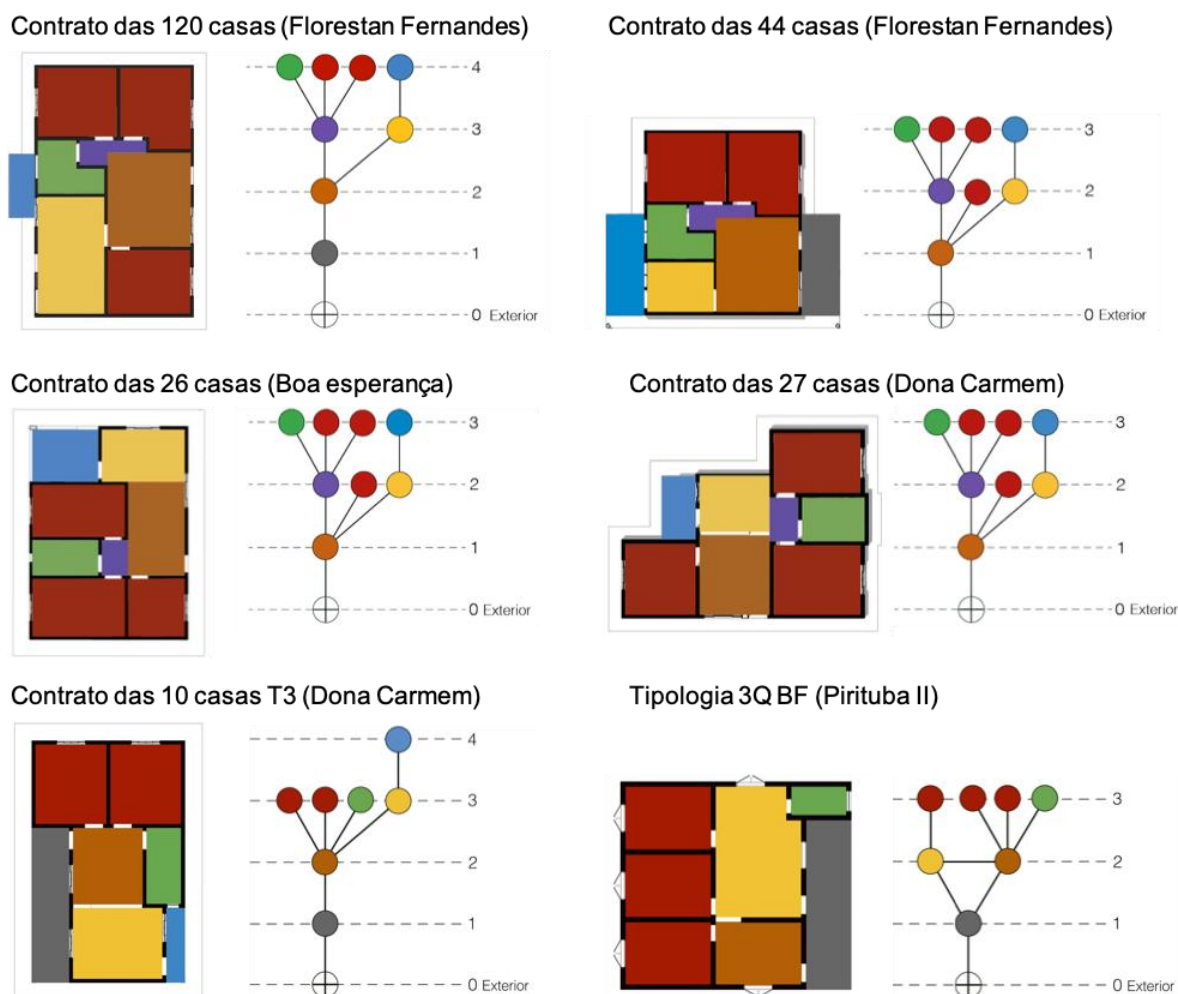 Contrato das 120 casas (Florestan Fernandes)
4
3
2
1
0 Exterior
Contrato das 44 casas (Florestan Fernandes)
3
2
1
0 Exterior
Contrato das 26 casas (Boa esperança)
3
2
1
0 Exterior
Contrato das 27 casas (Dona Carmem)
3
2
1
0 Exterior
Contrato das 10 casas T3 (Dona Carmem)
4
3
2
1
0 Exterior
Tipologia 3Q BF (Pirituba II)
3
2
1
0 Exterior